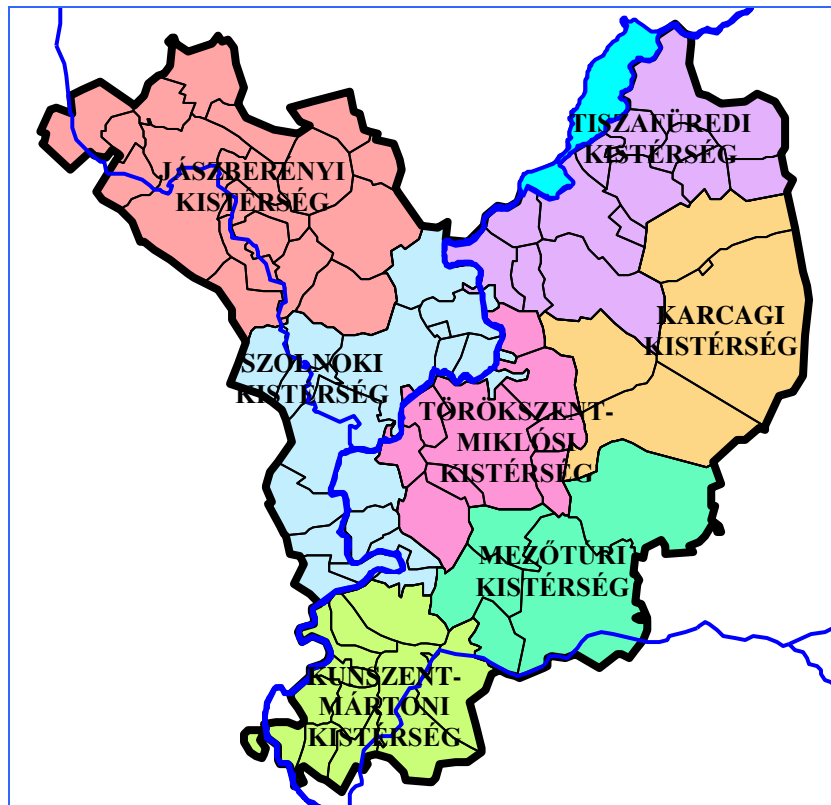 TISZAFÜREDI
KISTÉRSÉG
JÁSZBERÉNYI
KISTÉRSÉG
KARCAGI
KISTÉRSÉG
SZOLNOKI
KISTÉRSÉG
TÖRÖKSZENT-
MIKLÓSI
KISTÉRSÉG
MEZŐTÚRI
KISTÉRSÉG
KUNSZENT-
MÁRTONI
KISTÉRSÉG